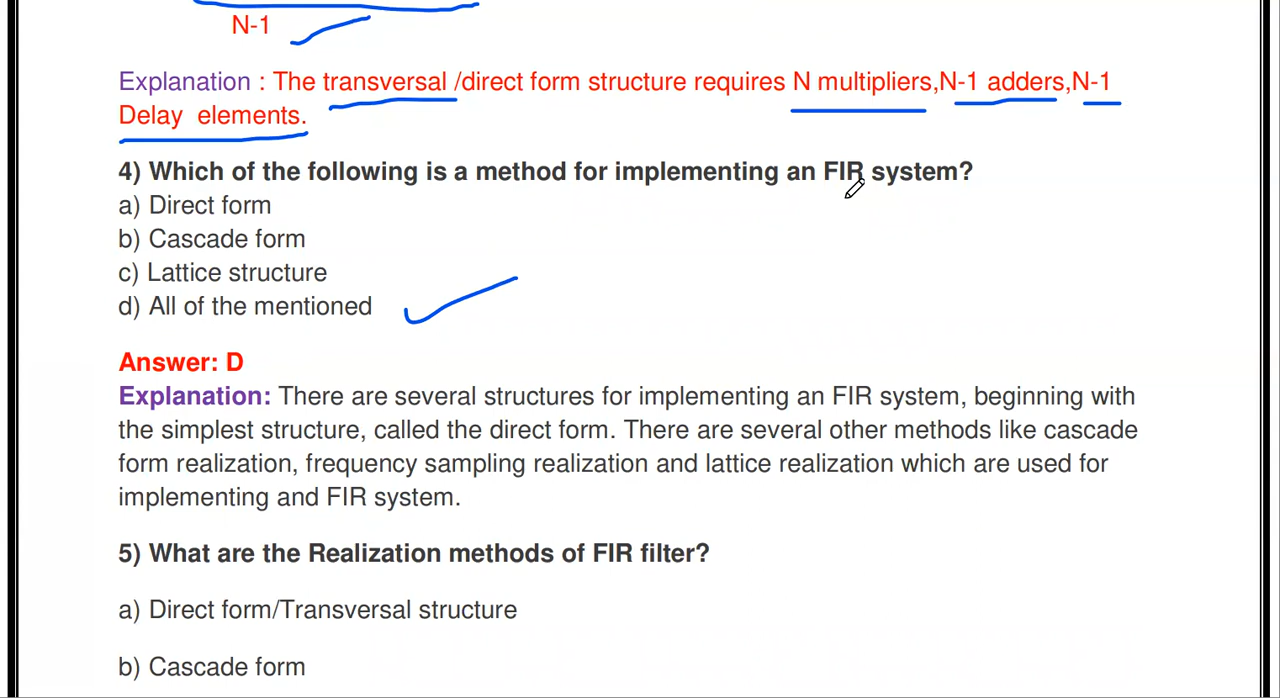 N-1
Explanation : The transversal /direct form structure requires N multipliers,N-1 adders,N-1
Delay elements.
4) Which of the following is a method for implementing an FIR system?
a) Direct form
b) Cascade form
c) Lattice structure
d) All of the mentioned
Answer: D
Explanation: There are several structures for implementing an FIR system, beginning with
the simplest structure, called the direct form. There are several other methods like cascade
form realization, frequency sampling realization and lattice realization which are used for
implementing and FIR system.
5) What are the Realization methods of FIR filter?
a) Direct form/Transversal structure
b) Cascade form